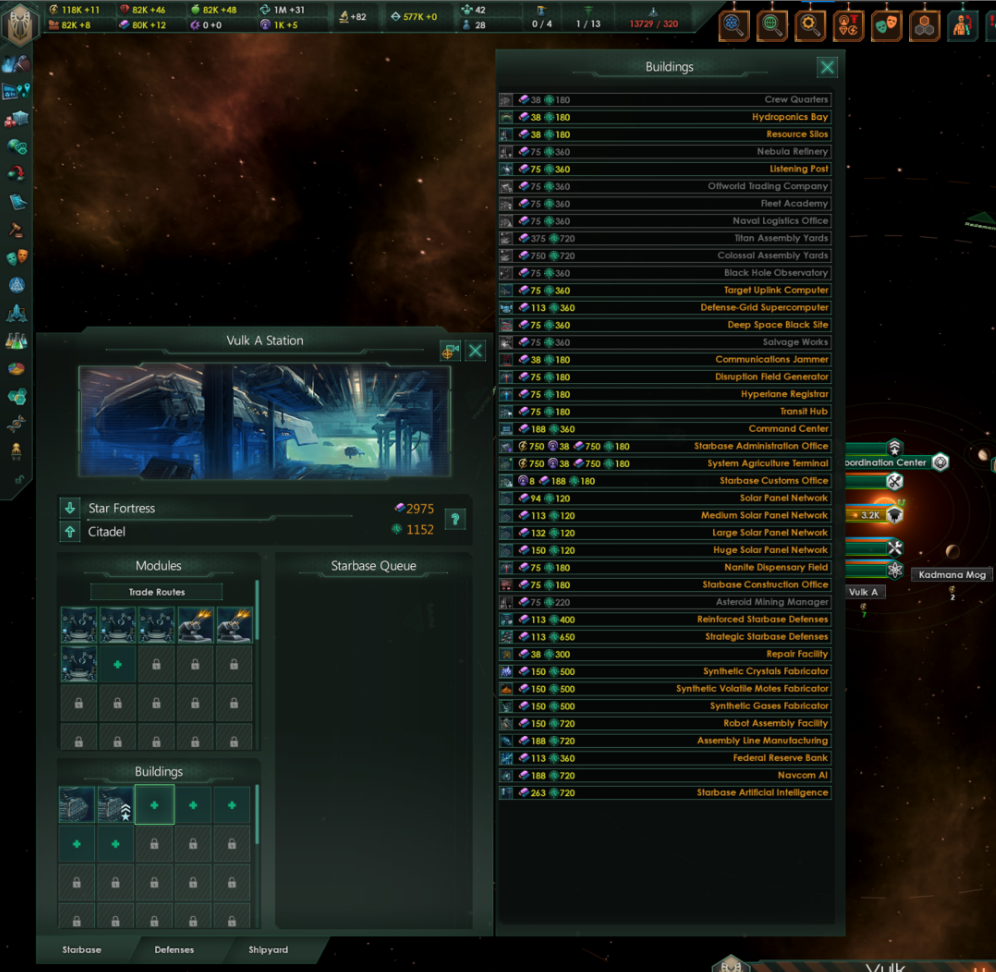 118K +11 82K +46 82K +48 1M +31 +82 577K +0 42 0 / 4 1 / 13 13729 / 320
82K +8 80K +12 0 +0 1K +5 28
Buildings
38 180 Crew Quarters
38 180 Hydroponics Bay
38 180 Resource Silos
75 360 Nebula Refinery
75 360 Listening Post
75 360 Offworld Trading Company
75 360 Fleet Academy
75 360 Naval Logistics Office
375 720 Titan Assembly Yards
750 720 Colossal Assembly Yards
75 360 Black Hole Observatory
75 360 Target Uplink Computer
113 360 Defense-Grid Supercomputer
75 360 Deep Space Black Site
75 360 Salvage Works
38 180 Communications Jammer
75 180 Disruption Field Generator
75 180 Hyperlane Registrar
75 180 Transit Hub
188 360 Command Center
750 38 750 180 Starbase Administration Office
750 38 750 180 System Agriculture Terminal
8 188 180 Starbase Customs Office
94 120 Solar Panel Network
113 120 Medium Solar Panel Network
132 120 Large Solar Panel Network
150 120 Huge Solar Panel Network
75 180 Nanite Dispensary Field
75 180 Starbase Construction Office
75 220 Asteroid Mining Manager
113 400 Reinforced Starbase Defenses
113 650 Strategic Starbase Defenses
38 300 Repair Facility
150 500 Synthetic Crystals Fabricator
150 500 Synthetic Volatile Motes Fabricator
150 500 Synthetic Gases Fabricator
150 720 Robot Assembly Facility
188 720 Assembly Line Manufacturing
113 360 Federal Reserve Bank
188 720 Navcom AI
263 720 Starbase Artificial Intelligence
Vulk A Station
Star Fortress 2975
Citadel 1152
?
Modules
Trade Routes
Starbase Queue
Buildings
Starbase Defenses Shipyard
oordination Center
3.2K
Kadmana Mog
2
Vulk A
7
Vulk